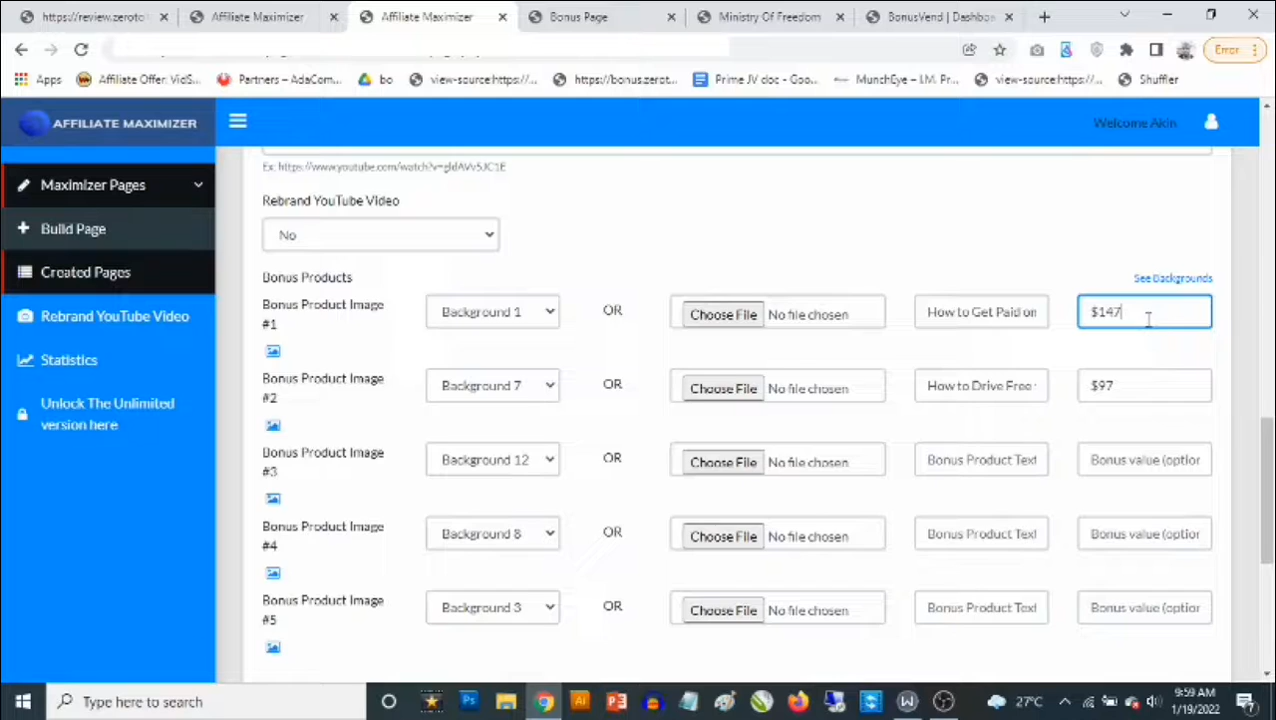 https://review.zeroto
Affiliate Maximizer
Affiliate Maximizer
Bonus Page
Ministry Of Freedom
BonusVend | Dashboa
Error
Apps
Affiliate Offer: VidS...
Partners – AdaCom...
bo
view-source:https:/...
https://bonus.zerot...
Prime JV doc - Goo...
MunchEye – I.M. Pr...
view-source:https:/...
Shuffler
AFFILIATE MAXIMIZER
Welcome Akin
Maximizer Pages
Build Page
Created Pages
Rebrand YouTube Video
Statistics
Unlock The Unlimited
version here
Rebrand YouTube Video
No
Bonus Products
See Backgrounds
Bonus Product Image
#1
Background 1
OR
Choose File No file chosen
How to Get Paid on
$147
Bonus Product Image
#2
Background 7
OR
Choose File No file chosen
How to Drive Free
$97
Bonus Product Image
#3
Background 12
OR
Choose File No file chosen
Bonus Product Text
Bonus value (option
Bonus Product Image
#4
Background 8
OR
Choose File No file chosen
Bonus Product Text
Bonus value (option
Bonus Product Image
#5
Background 3
OR
Choose File No file chosen
Bonus Product Text
Bonus value (option
Type here to search
27°C
9:59 AM
1/19/2022